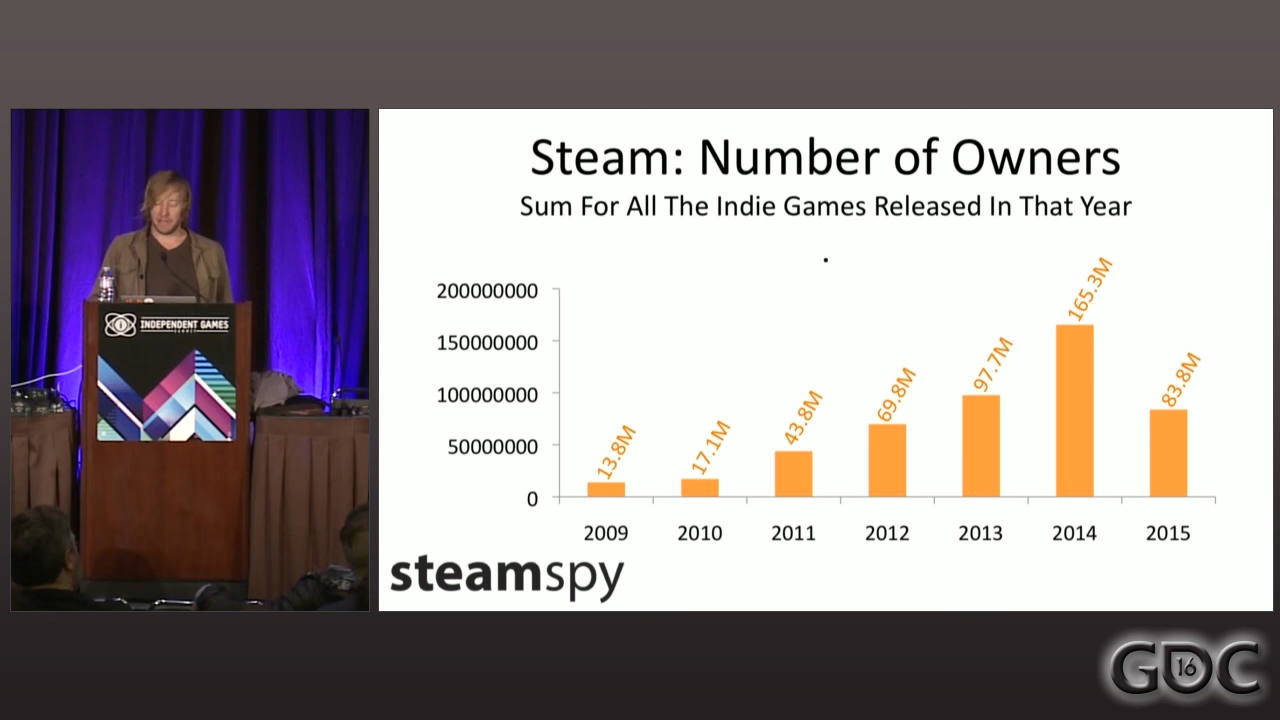 Steam: Number of Owners
Sum For All The Indie Games Released In That Year
.
200000000
150000000
100000000
50000000
0
13.8M
17.1M
43.8M
69.8M
97.7M
165.3M
83.8M
2009 2010 2011 2012 2013 2014 2015
steamspy
INDEPENDENT GAMES
SUMMIT
GDC 16